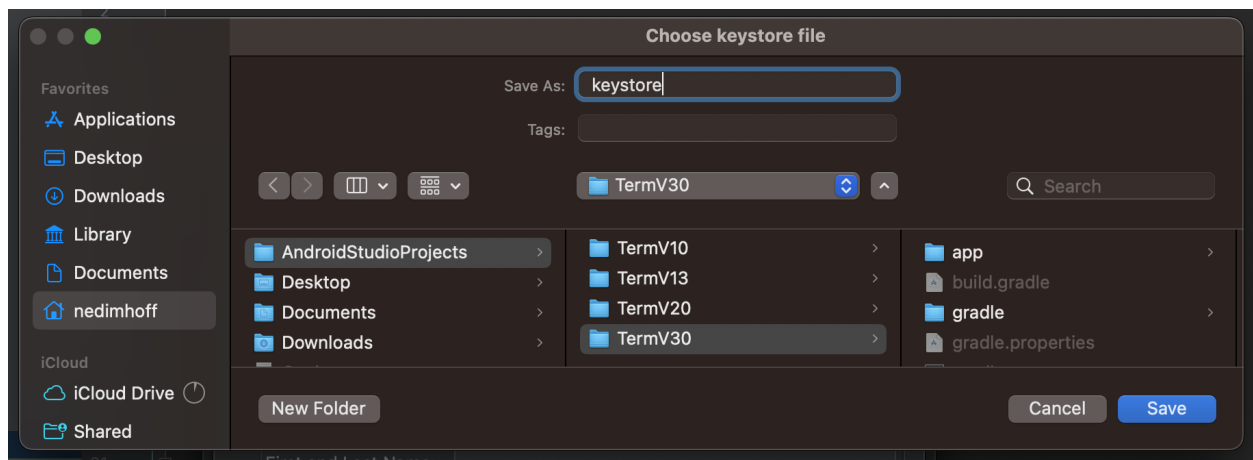 Choose keystore file
Favorites
Applications
Desktop
Downloads
Library
Documents
nedimhoff
iCloud
iCloud Drive
Shared
Save As: keystore
Tags:
TermV30
Search
AndroidStudioProjects
Desktop
Documents
Downloads
TermV10
TermV13
TermV20
TermV30
app
build.gradle
gradle
gradle.properties
New Folder
Cancel
Save